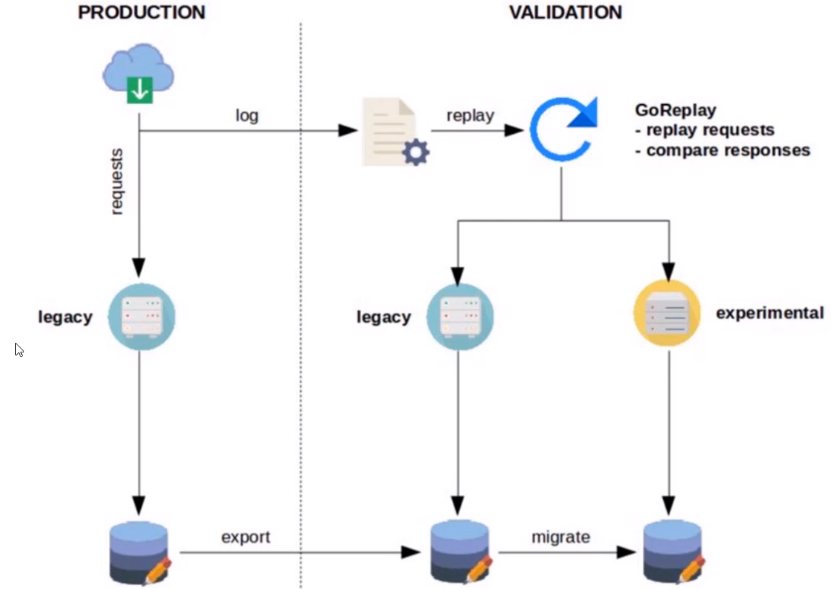 PRODUCTION
VALIDATION
log
replay
GoReplay
- replay requests
- compare responses
requests
legacy
legacy
experimental
export
migrate